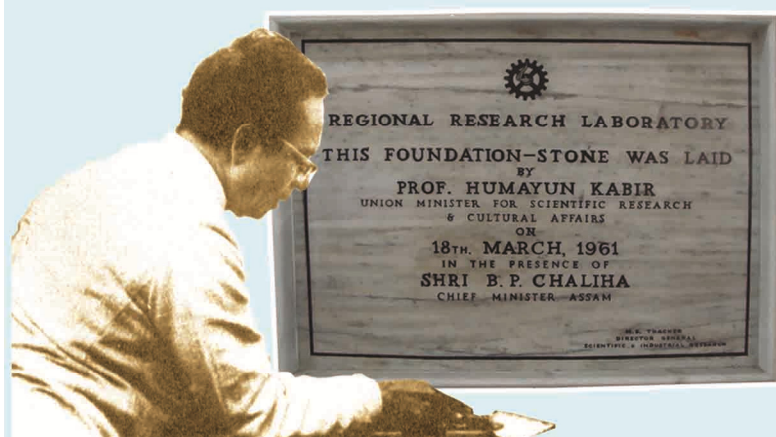 REGIONAL RESEARCH LABORATORY
THIS FOUNDATION-STONE WAS LAID
BY
PROF. HUMAYUN KABIR
UNION MINISTER FOR SCIENTIFIC RESEARCH
& CULTURAL AFFAIRS
ON
18TH. MARCH, 1961
IN THE PRESENCE OF
SHRI B. P. CHALIHA
CHIEF MINISTER ASSAM
M. S. THACKER
DIRECTOR GENERAL
SCIENTIFIC & INDUSTRIAL RESEARCH